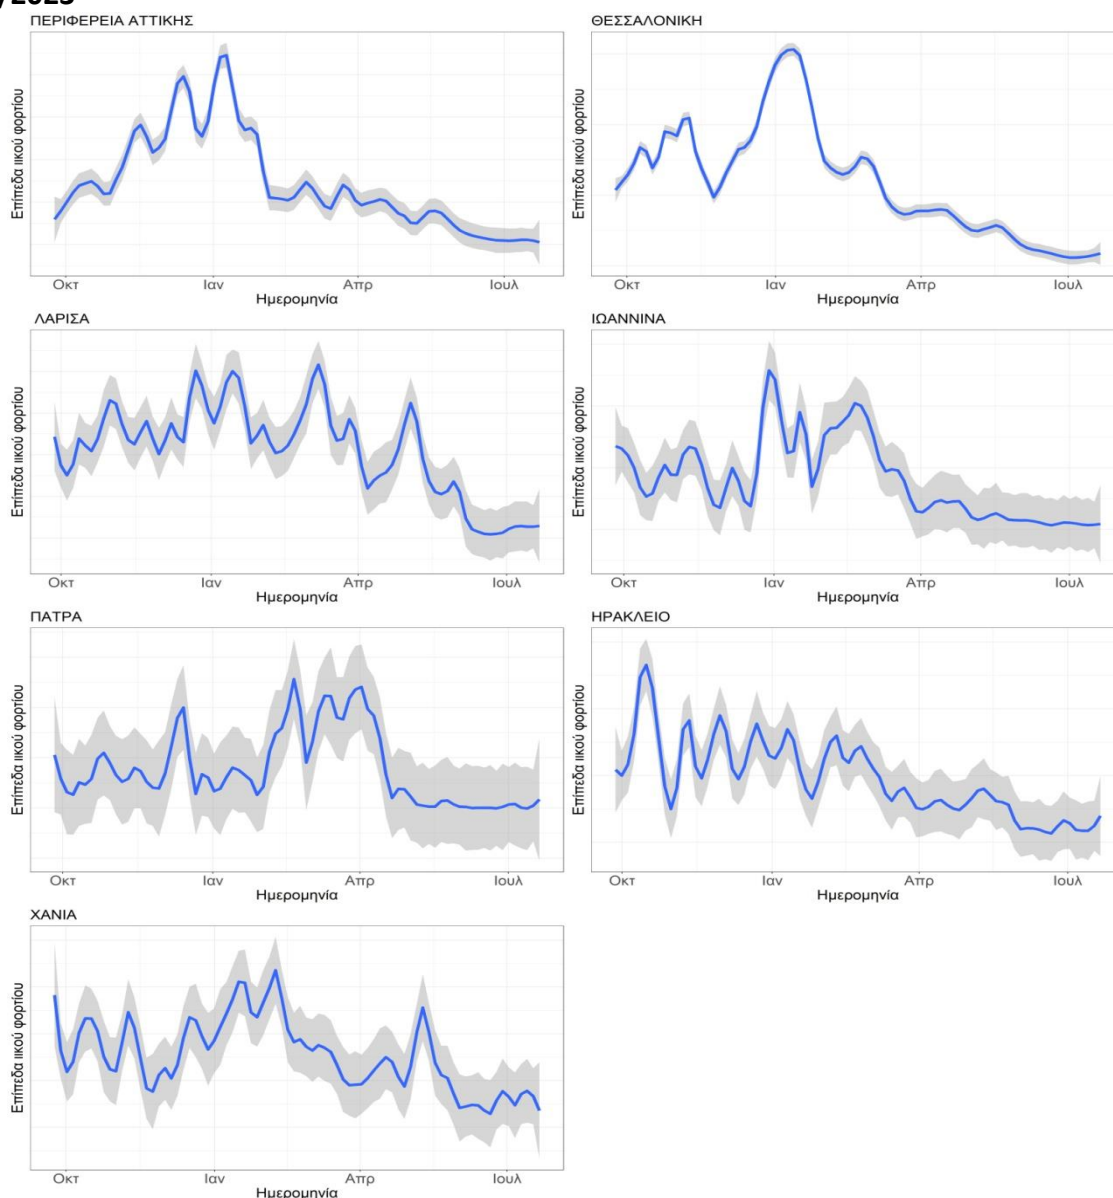 /2025
ΠΕΡΙΦΕΡΕΙΑ ΑΤΤΙΚΗΣ
Επίπεδα ιικού φορτίου
Οκτ Ιαν Απρ Ιουλ
Ημερομηνία
ΘΕΣΣΑΛΟΝΙΚΗ
Επίπεδα ιικού φορτίου
Οκτ Ιαν Απρ Ιουλ
Ημερομηνία
ΛΑΡΙΣΑ
Επίπεδα ιικού φορτίου
Οκτ Ιαν Απρ Ιουλ
Ημερομηνία
ΙΩΑΝΝΙΝΑ
Επίπεδα ιικού φορτίου
Οκτ Ιαν Απρ Ιουλ
Ημερομηνία
ΠΑΤΡΑ
Επίπεδα ιικού φορτίου
Οκτ Ιαν Απρ Ιουλ
Ημερομηνία
ΗΡΑΚΛΕΙΟ
Επίπεδα ιικού φορτίου
Οκτ Ιαν Απρ Ιουλ
Ημερομηνία
ΧΑΝΙΑ
Επίπεδα ιικού φορτίου
Οκτ Ιαν Απρ Ιουλ
Ημερομηνία